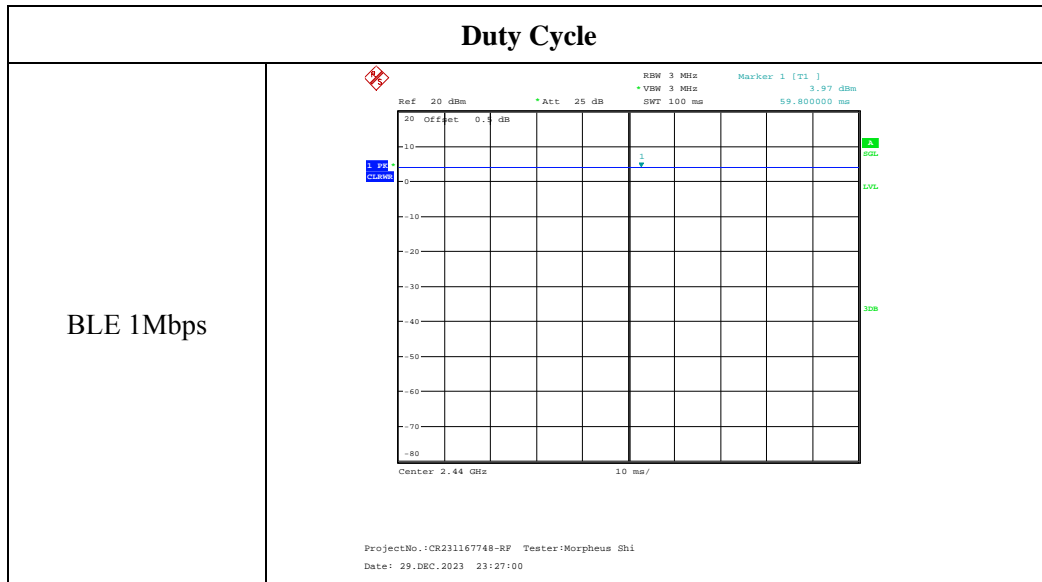 Duty Cycle
BLE 1Mbps
R S
RBW 3 MHz Marker 1 [T1 ]
*VBW 3 MHz 3.97 dBm
Ref 20 dBm *Att 25 dB SWT 100 ms 59.800000 ms
20 Offset 0.5 dB
A
10
SGL
1
1 PK*
CLRWR
0
LVL
-10
-20
-30
3DB
-40
-50
-60
-70
-80
Center 2.44 GHz 10 ms/
ProjectNo.:CR231167748-RF Tester:Morpheus Shi
Date: 29.DEC.2023 23:27:00